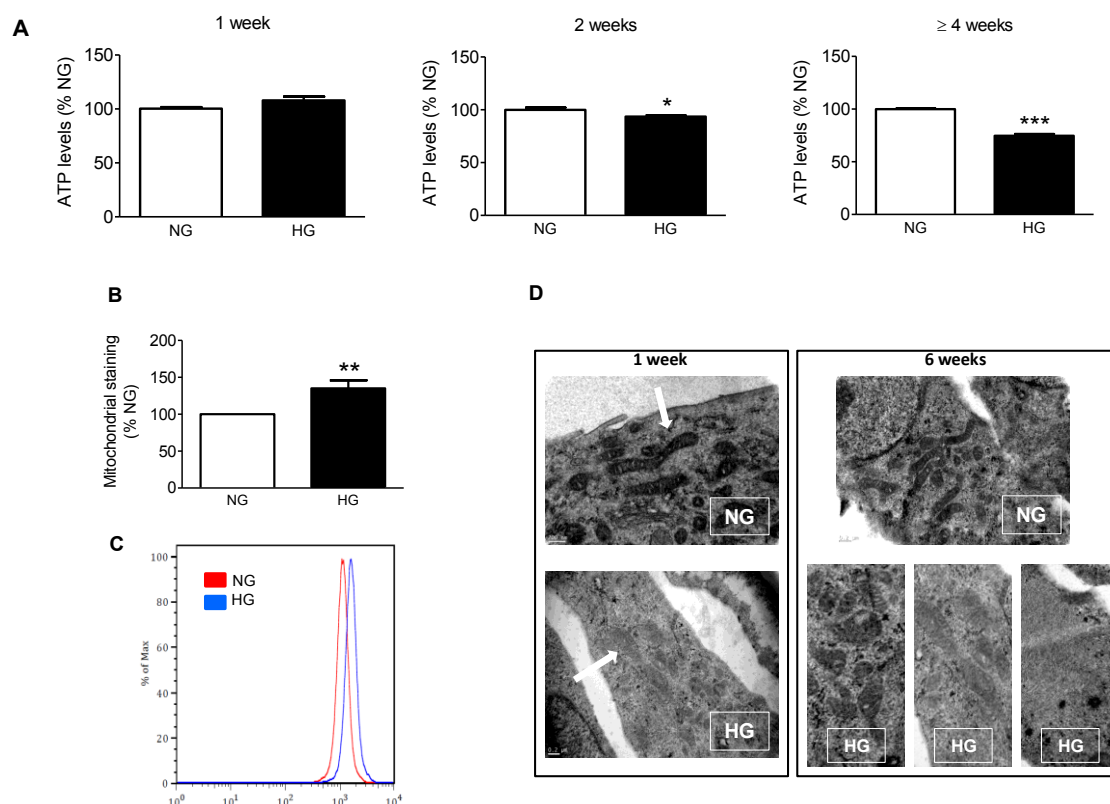 A
1 week
2 weeks
≥ 4 weeks
ATP levels (% NG)
150
100
50
0
NG
HG
ATP levels (% NG)
150
100
50
0
*
NG
HG
ATP levels (% NG)
150
100
50
0
***
NG
HG
B
Mitochondrial staining
(% NG)
200
150
100
50
0
**
NG
HG
C
% of Max
100
80
60
40
20
0
NG
HG
10⁰
10¹
10²
10³
10⁴
D
1 week
NG
HG
0.2 µm
6 weeks
NG
HG
HG
HG